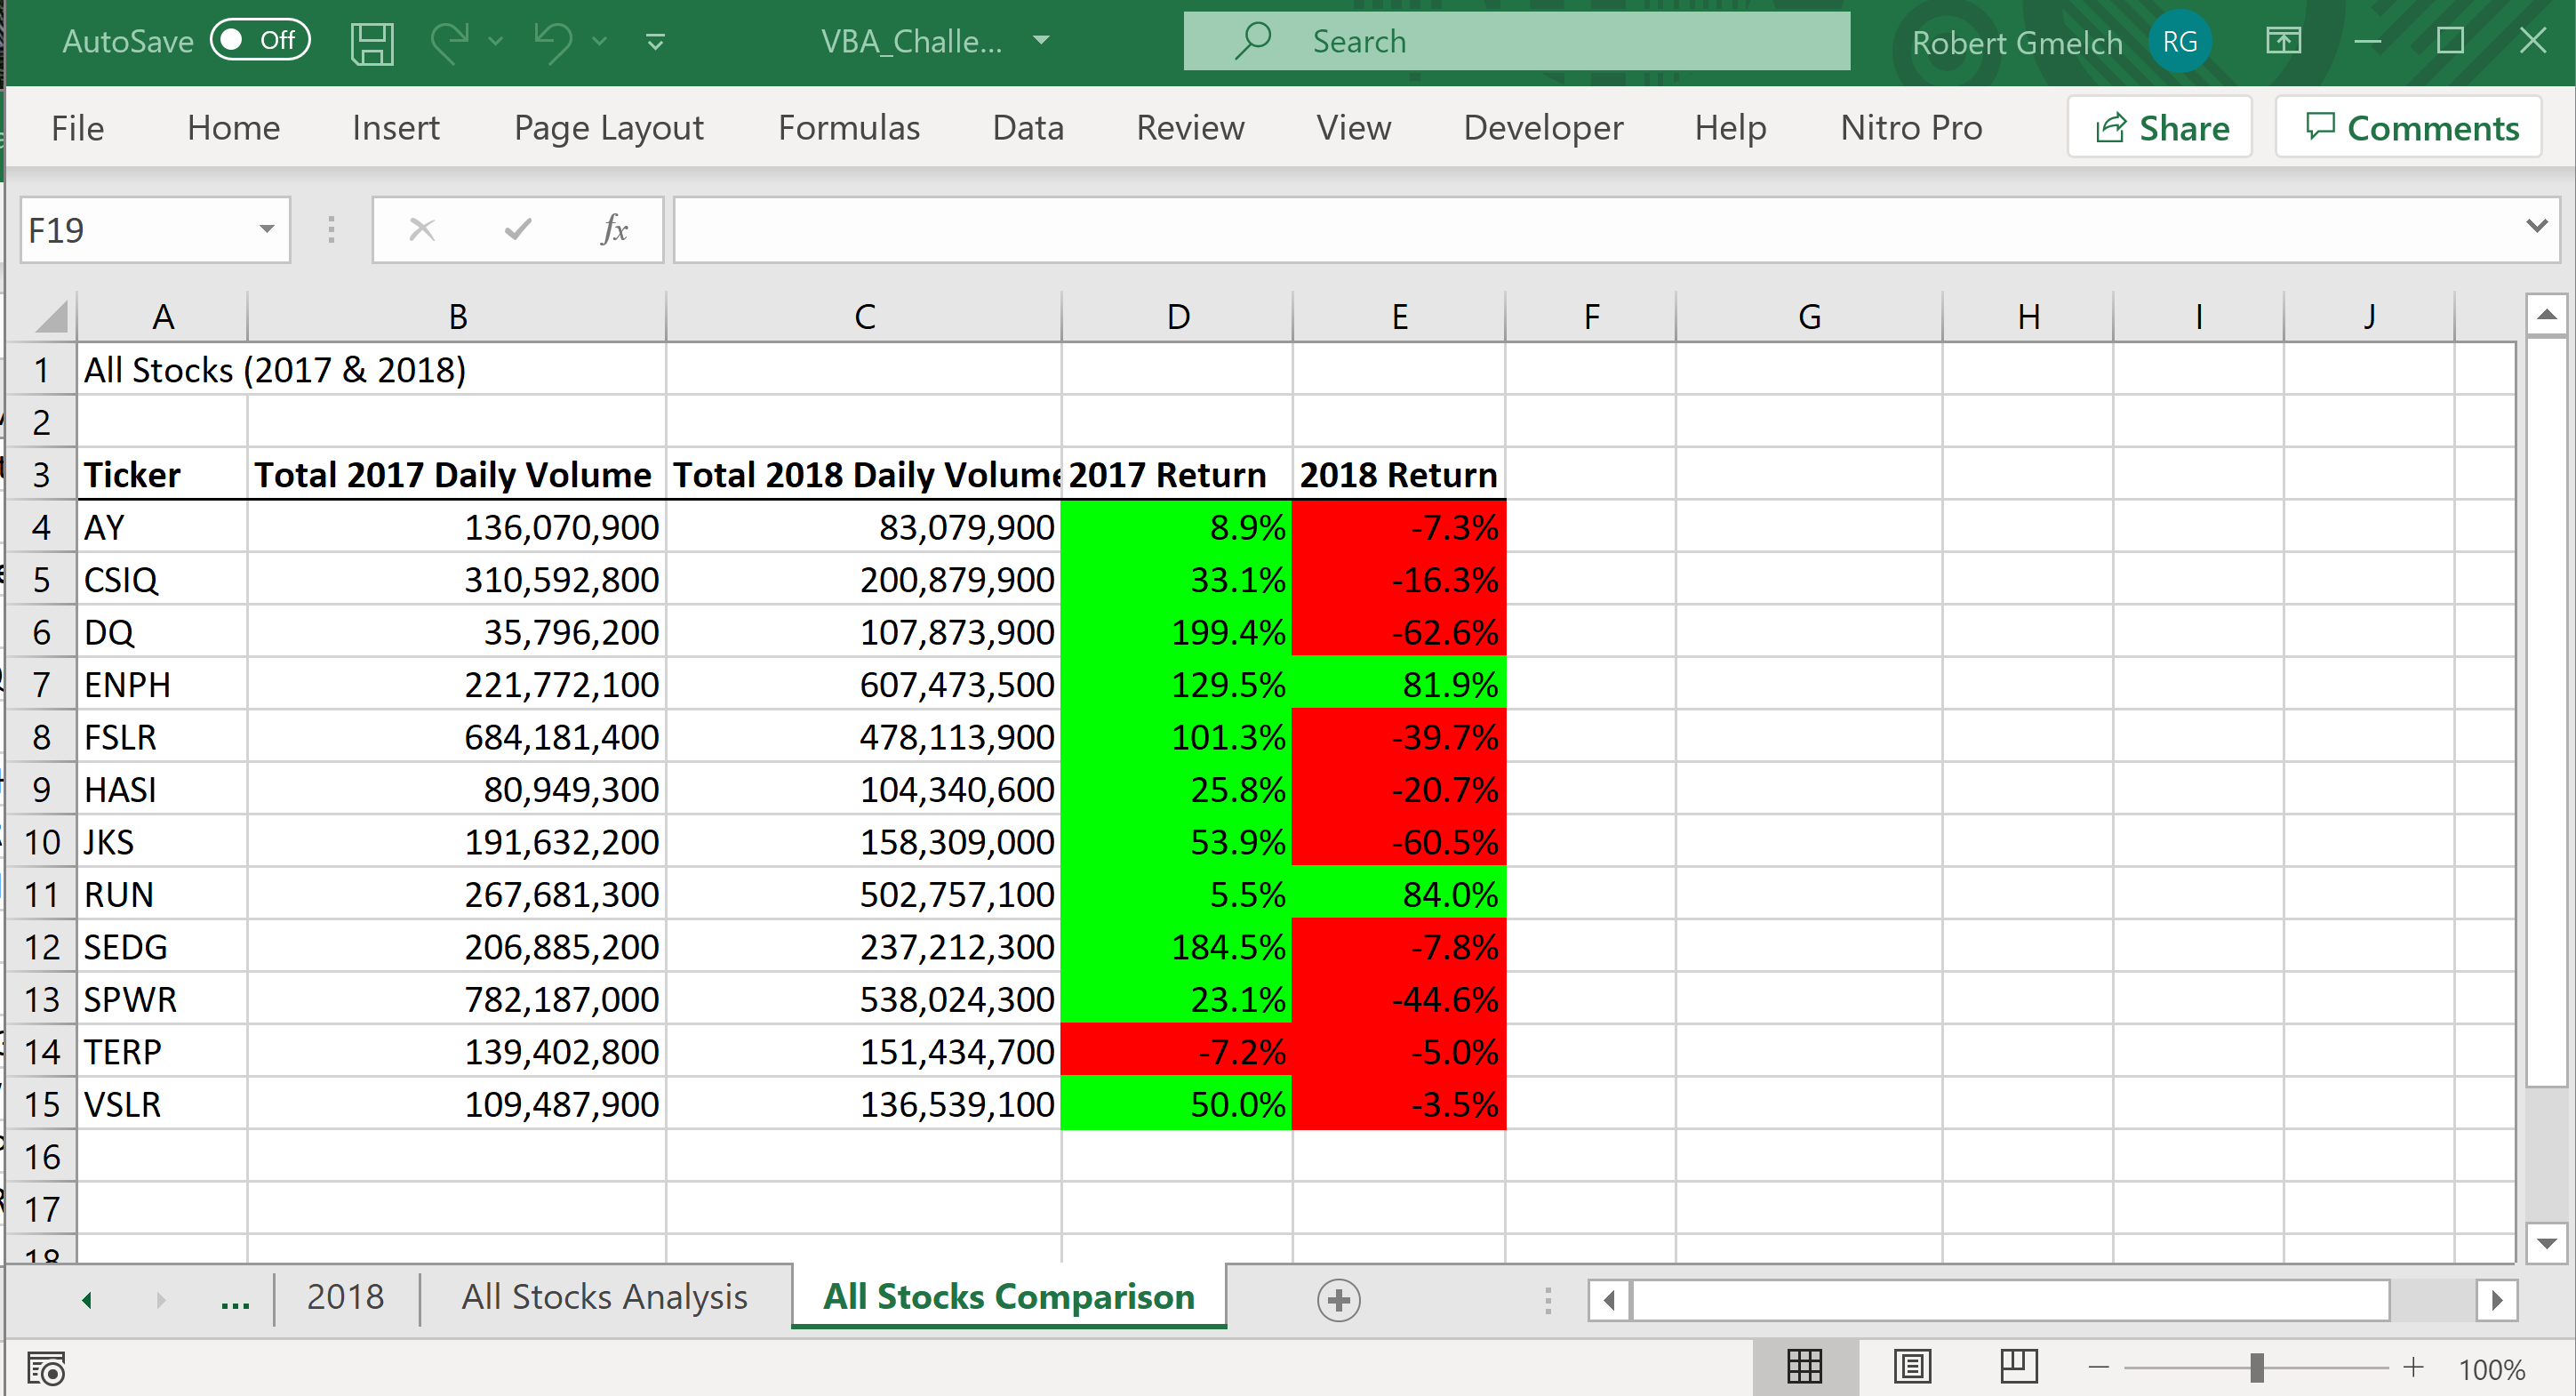 AutoSave Off VBA_Challe... Search Robert Gmelch RG
File Home Insert Page Layout Formulas Data Review View Developer Help Nitro Pro Share Comments
F19 fx
A B C D E F G H I J
1 All Stocks (2017 & 2018)
2
3 Ticker Total 2017 Daily Volume Total 2018 Daily Volume 2017 Return 2018 Return
4 AY 136,070,900 83,079,900 8.9% -7.3%
5 CSIQ 310,592,800 200,879,900 33.1% -16.3%
6 DQ 35,796,200 107,873,900 199.4% -62.6%
7 ENPH 221,772,100 607,473,500 129.5% 81.9%
8 FSLR 684,181,400 478,113,900 101.3% -39.7%
9 HASI 80,949,300 104,340,600 25.8% -20.7%
10 JKS 191,632,200 158,309,000 53.9% -60.5%
11 RUN 267,681,300 502,757,100 5.5% 84.0%
12 SEDG 206,885,200 237,212,300 184.5% -7.8%
13 SPWR 782,187,000 538,024,300 23.1% -44.6%
14 TERP 139,402,800 151,434,700 -7.2% -5.0%
15 VSLR 109,487,900 136,539,100 50.0% -3.5%
16
17
18
... 2018 All Stocks Analysis All Stocks Comparison
100%